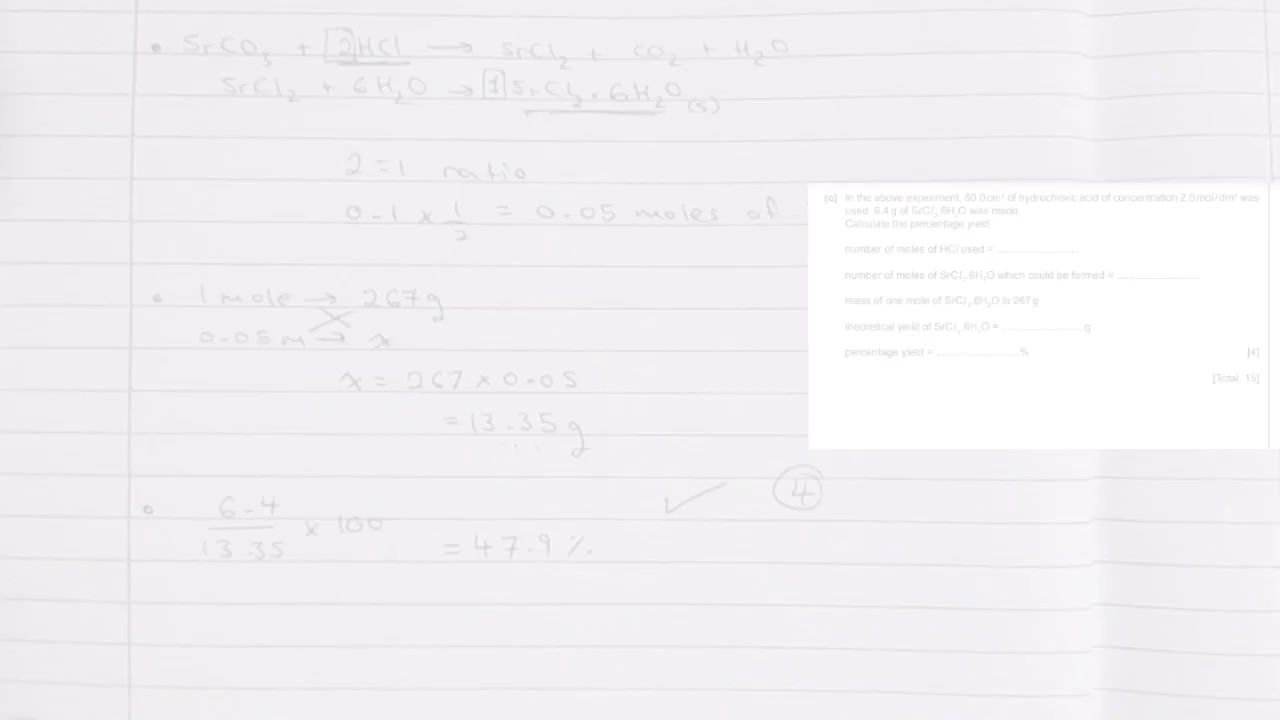 • SrCO₃ + 2HCl → SrCl₂ + CO₂ + H₂O
SrCl₂ + 6H₂O → 1 SrCl₂.6H₂O (s)
2=1 ratio
0.1 × 1/2 = 0.05 moles of
• 1 mole → 267g
0.05 m → x
x = 267 × 0.05
= 13.35 g
• 6.4/13.35 × 100 = 47.9 %.
✓ 4
(c) In the above experiment, 50.0 cm³ of hydrochloric acid of concentration 2.0 mol/dm³ was
used. 6.4 g of SrCl₂.6H₂O was made.
Calculate the percentage yield.
number of moles of HCl used = ....................
number of moles of SrCl₂.6H₂O which could be formed = ....................
mass of one mole of SrCl₂.6H₂O is 267 g
theoretical yield of SrCl₂.6H₂O = .................... g
percentage yield = .................... % [4]
[Total: 15]